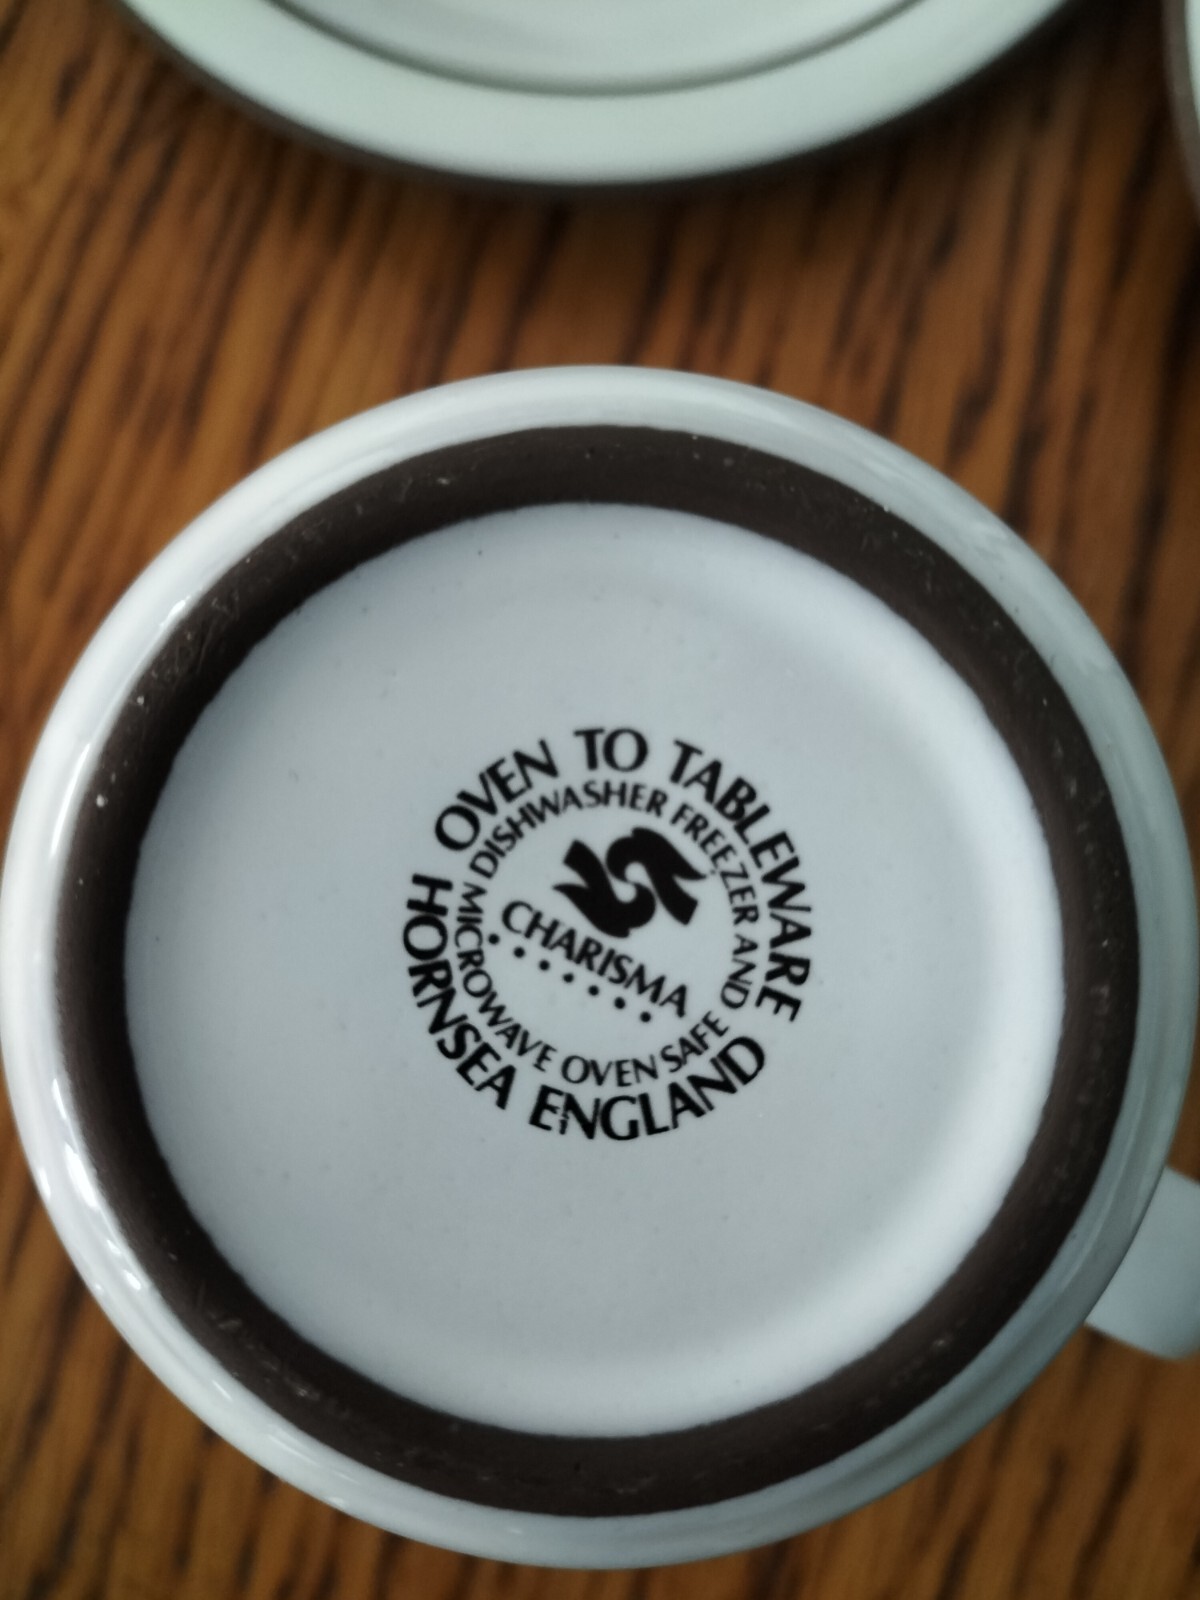 OVEN TO TABLEWARE
DISHWASHER FREEZER AND
CHARISMA
MICROWAVE OVEN SAFE
HORNSEA ENGLAND